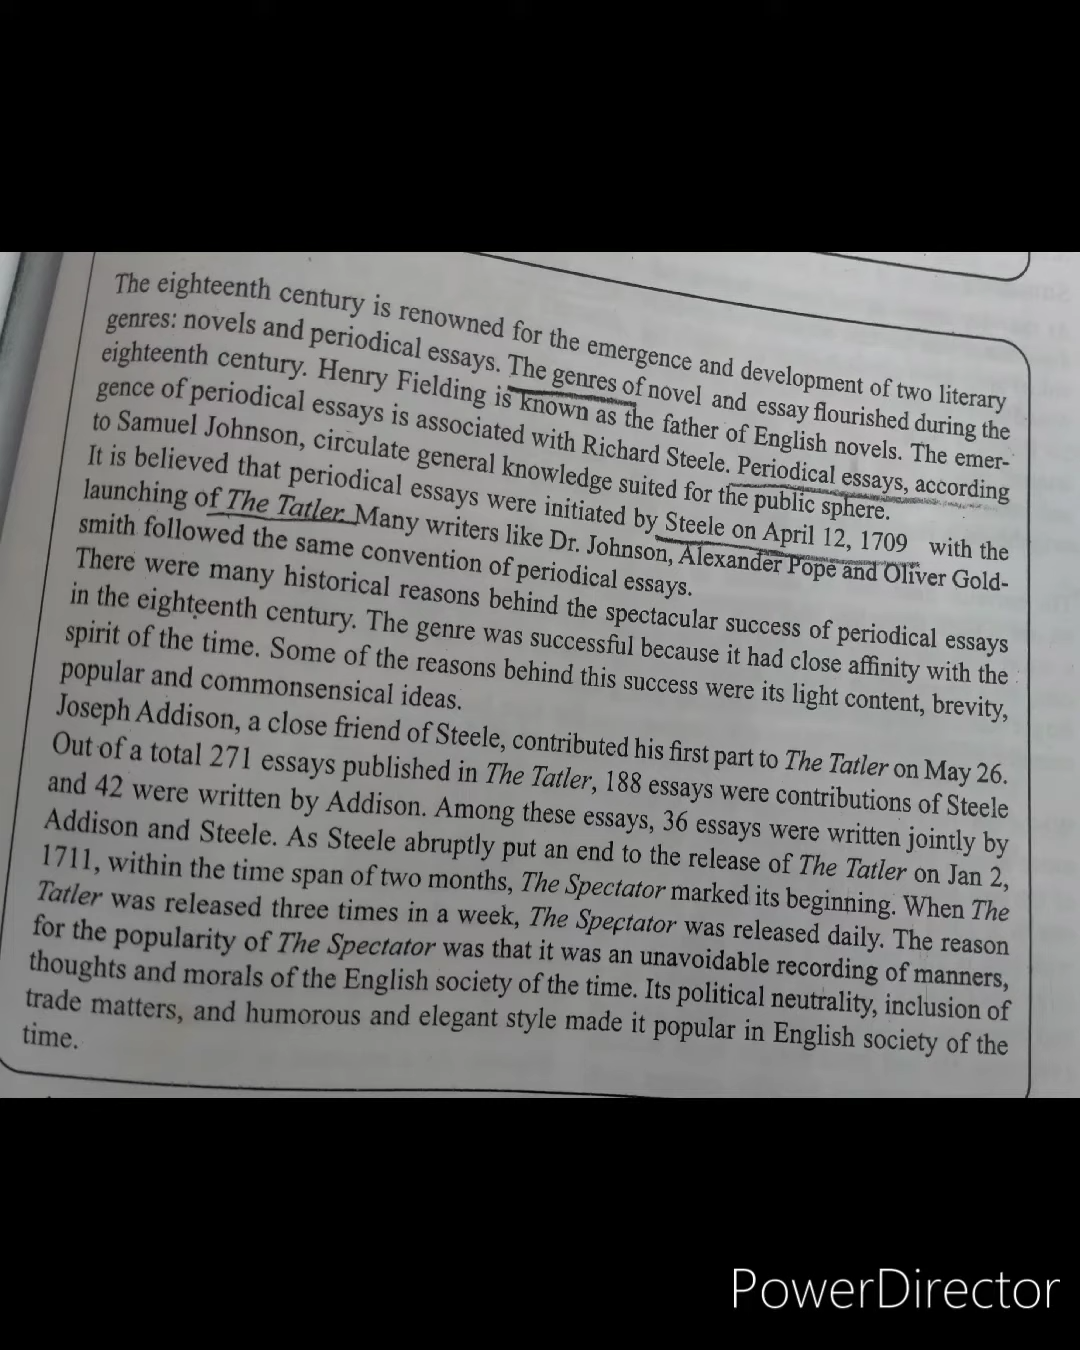 The eighteenth century is renowned for the emergence and development of two literary
genres: novels and periodical essays. The genres of novel and essay flourished during the
eighteenth century. Henry Fielding is known as the father of English novels. The emer-
gence of periodical essays is associated with Richard Steele. Periodical essays, according
to Samuel Johnson, circulate general knowledge suited for the public sphere.
It is believed that periodical essays were initiated by Steele on April 12, 1709 with the
launching of The Tatler. Many writers like Dr. Johnson, Alexander Pope and Oliver Gold-
smith followed the same convention of periodical essays.
There were many historical reasons behind the spectacular success of periodical essays
in the eighteenth century. The genre was successful because it had close affinity with the
spirit of the time. Some of the reasons behind this success were its light content, brevity,
popular and commonsensical ideas.
Joseph Addison, a close friend of Steele, contributed his first part to The Tatler on May 26.
Out of a total 271 essays published in The Tatler, 188 essays were contributions of Steele
and 42 were written by Addison. Among these essays, 36 essays were written jointly by
Addison and Steele. As Steele abruptly put an end to the release of The Tatler on Jan 2,
1711, within the time span of two months, The Spectator marked its beginning. When The
Tatler was released three times in a week, The Spectator was released daily. The reason
for the popularity of The Spectator was that it was an unavoidable recording of manners,
thoughts and morals of the English society of the time. Its political neutrality, inclusion of
trade matters, and humorous and elegant style made it popular in English society of the
time.
PowerDirector